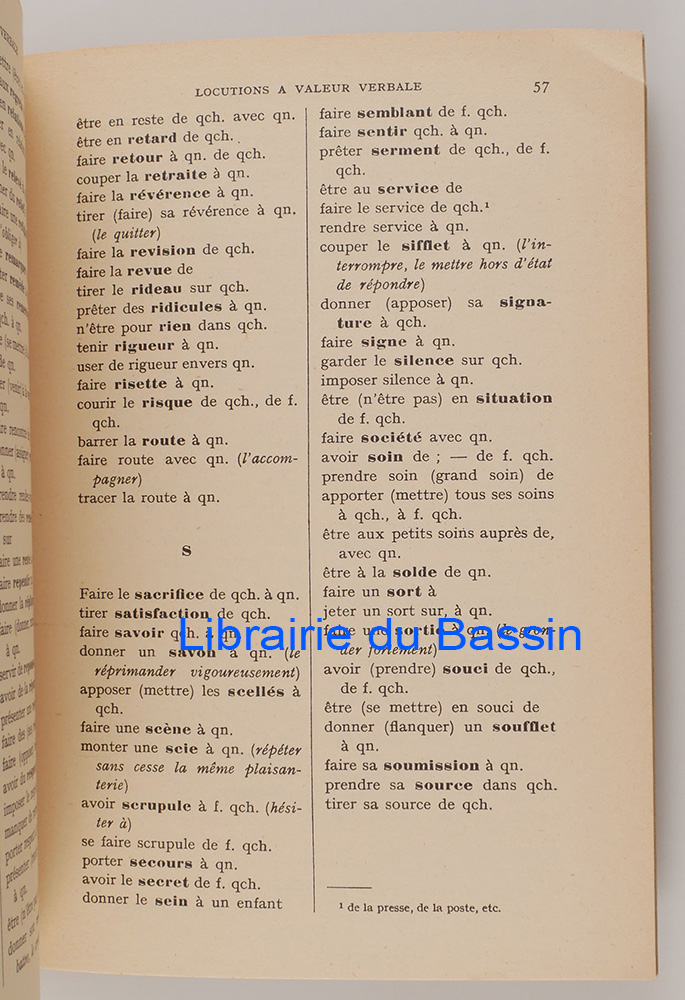 LOCUTIONS A VALEUR VERBALE 57
être en reste de qch. avec qn.
être en retard de qch.
faire retour à qn. de qch.
couper la retraite à qn.
faire la révérence à qn.
tirer (faire) sa révérence à qn.
(le quitter)
faire la revision de qch.
faire la revue de
tirer le rideau sur qch.
prêter des ridicules à qn.
n'être pour rien dans qch.
tenir rigueur à qn.
user de rigueur envers qn.
faire risette à qn.
courir le risque de qch., de f.
qch.
barrer la route à qn.
faire route avec qn. (l'accom-
pagner)
tracer la route à qn.
S
Faire le sacrifice de qch. à qn.
tirer satisfaction de qch.
faire savoir qch. à qn.
donner un savon à qn. (le
réprimander vigoureusement)
apposer (mettre) les scellés à
qch.
faire une scène à qn.
monter une scie à qn. (répéter
sans cesse la même plaisan-
terie)
avoir scrupule à f. qch. (hési-
ter à)
se faire scrupule de f. qch.
porter secours à qn.
avoir le secret de f. qch.
donner le sein à un enfant
faire semblant de f. qch.
faire sentir qch. à qn.
prêter serment de qch., de f.
qch.
être au service de
faire le service de qch.¹
rendre service à qn.
couper le sifflet à qn. (l'in-
terrompre, le mettre hors d'état
de répondre)
donner (apposer) sa signa-
ture à qch.
faire signe à qn.
garder le silence sur qch.
imposer silence à qn.
être (n'être pas) en situation
de f. qch.
faire société avec qn.
avoir soin de ; — de f. qch.
prendre soin (grand soin) de
apporter (mettre) tous ses soins
à qch., à f. qch.
être aux petits soins auprès de,
avec qn.
être à la solde de qn.
faire un sort à
jeter un sort sur, à qn.
faire une sortie à qn. (le gron-
der fortement)
avoir (prendre) souci de qch.,
de f. qch.
être (se mettre) en souci de
donner (flanquer) un soufflet
à qn.
faire sa soumission à qn.
prendre sa source dans qch.
tirer sa source de qch.
¹ de la presse, de la poste, etc.
Librairie du Bassin